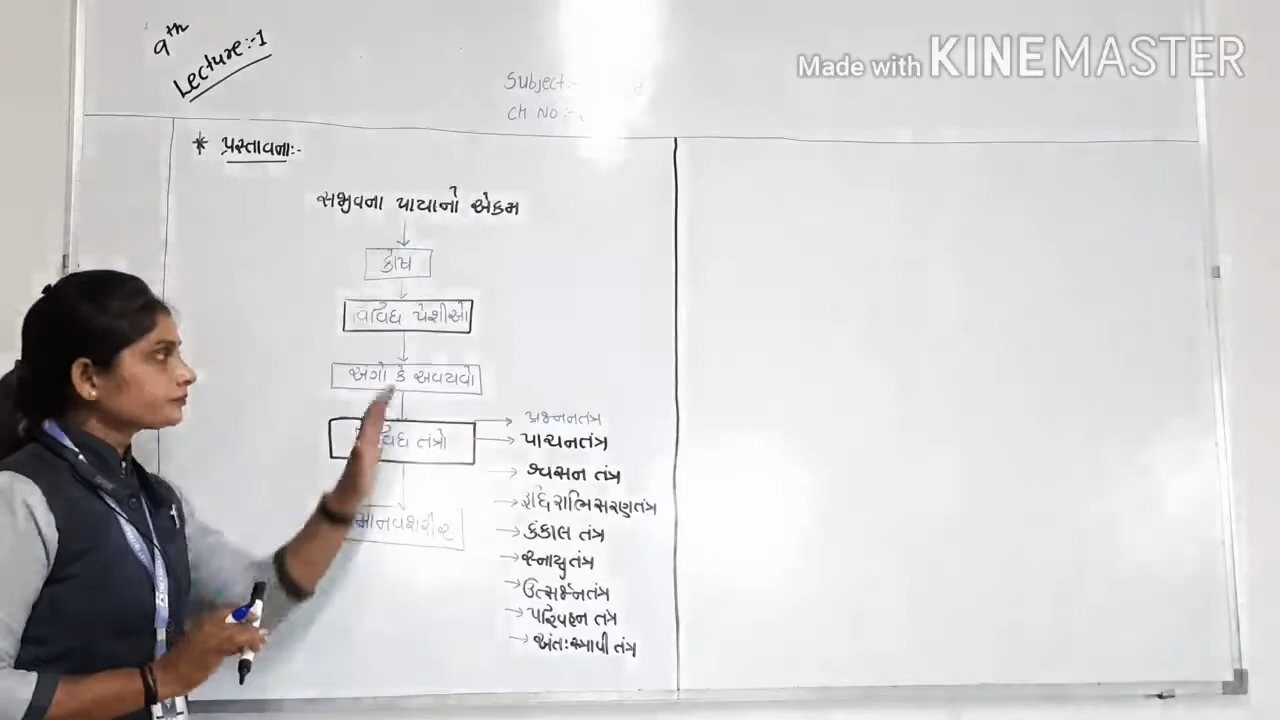 9th
Lecture:-1
Made with KINEMASTER
Subject:-
Ch No:-
* પ્રસ્તાવના:-
સજીવના પાયાનો એકમ
કોષ
વિવિધ પેશીઓ
અંગો કે અવયવો
વિવિધ તંત્રો
પ્રજનનતંત્ર
પાચનતંત્ર
શ્વસન તંત્ર
રુધિરાભિસરણતંત્ર
કંકાલ તંત્ર
સ્નાયુતંત્ર
ઉત્સર્જનતંત્ર
પરિવહન તંત્ર
અંતઃસ્ત્રાવી તંત્ર
માનવશરીર